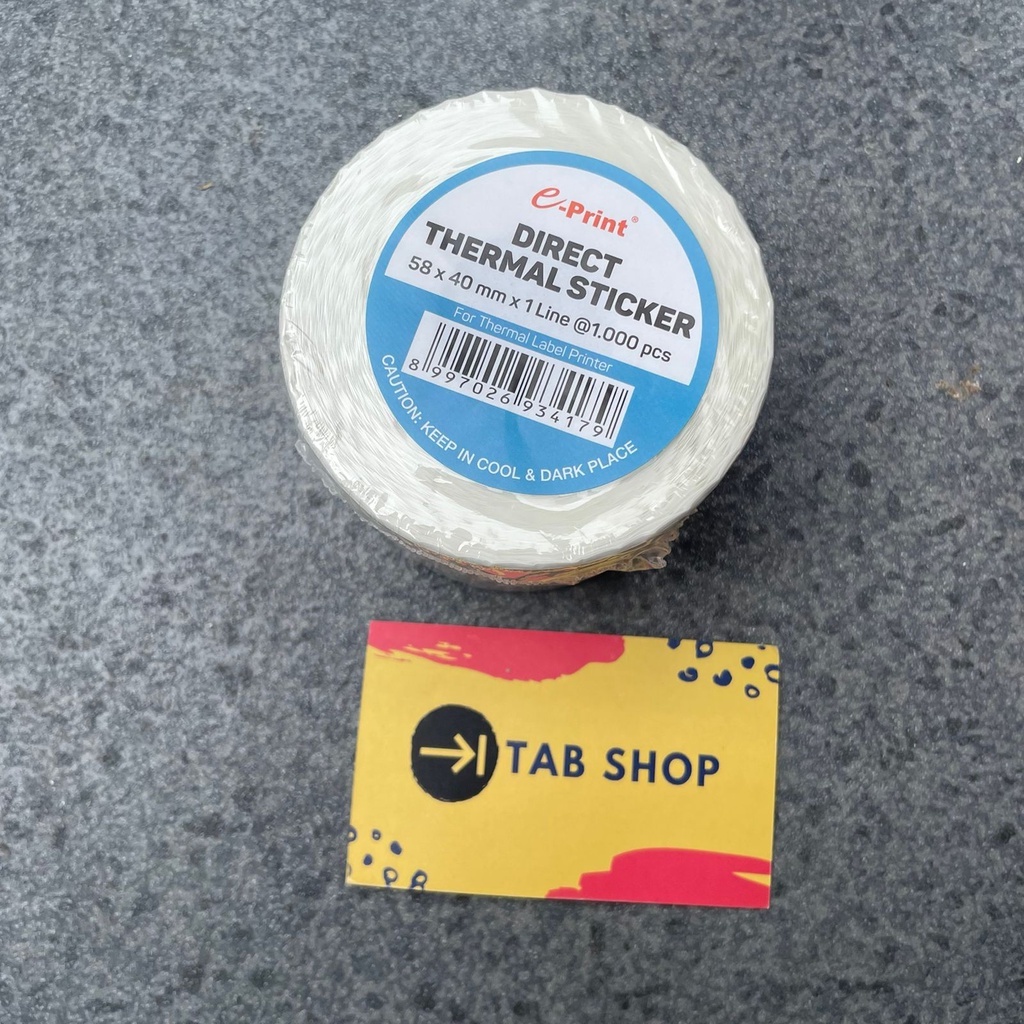 e-Print®
DIRECT
THERMAL STICKER
58 x 40 mm x 1 Line @1.000 pcs
For Thermal Label Printer
8 997026 934179
CAUTION: KEEP IN COOL & DARK PLACE
TAB SHOP